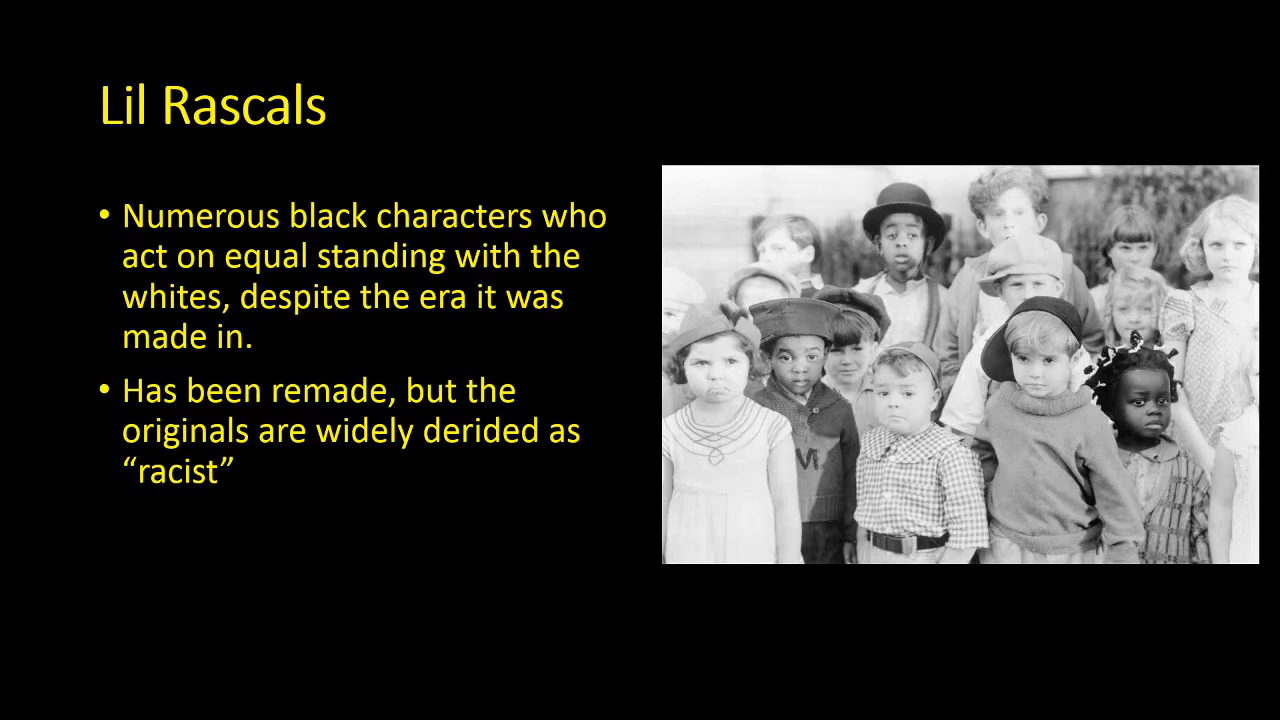 Lil Rascals
• Numerous black characters who
act on equal standing with the
whites, despite the era it was
made in.
• Has been remade, but the
originals are widely derided as
“racist”
M